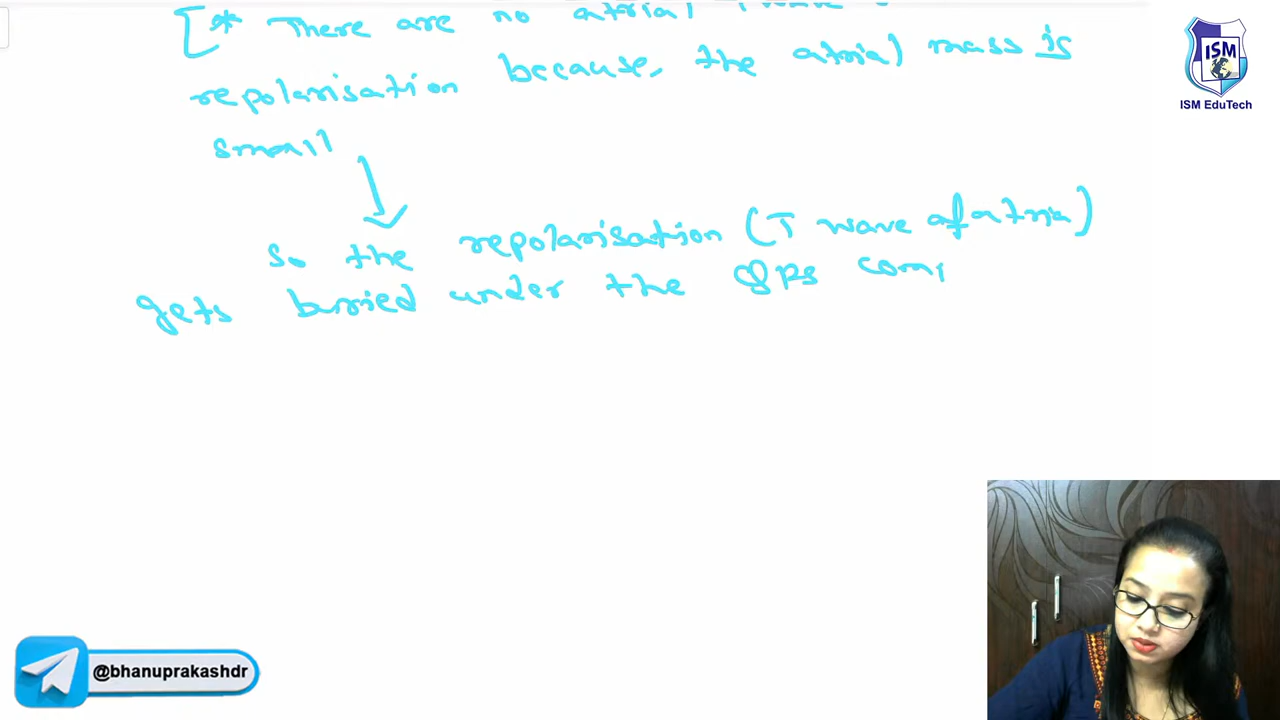 [* There are no atrial
repolarisation because, the atrial mass is
small
So the repolarisation (T wave of atria)
gets burried under the QRS com
ISM
ISM EduTech
@bhanuprakashdr